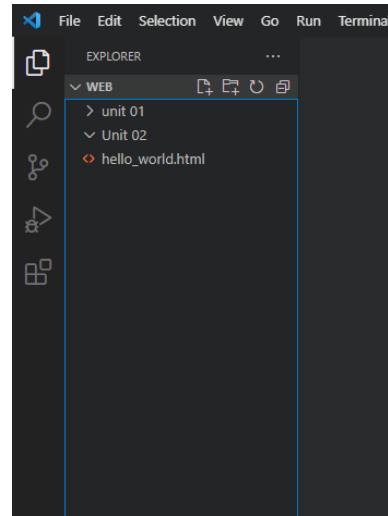 File Edit Selection View Go Run Termina
EXPLORER
WEB
unit 01
Unit 02
hello_world.html